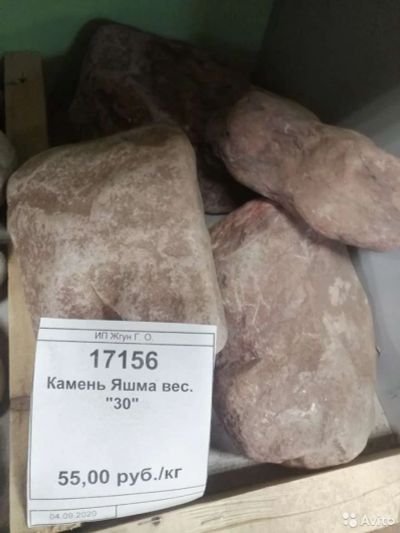 ИП Жгун Г. О.
17156
Камень Яшма вес.
"30"
55,00 руб./кг
04.09.2020
Avito